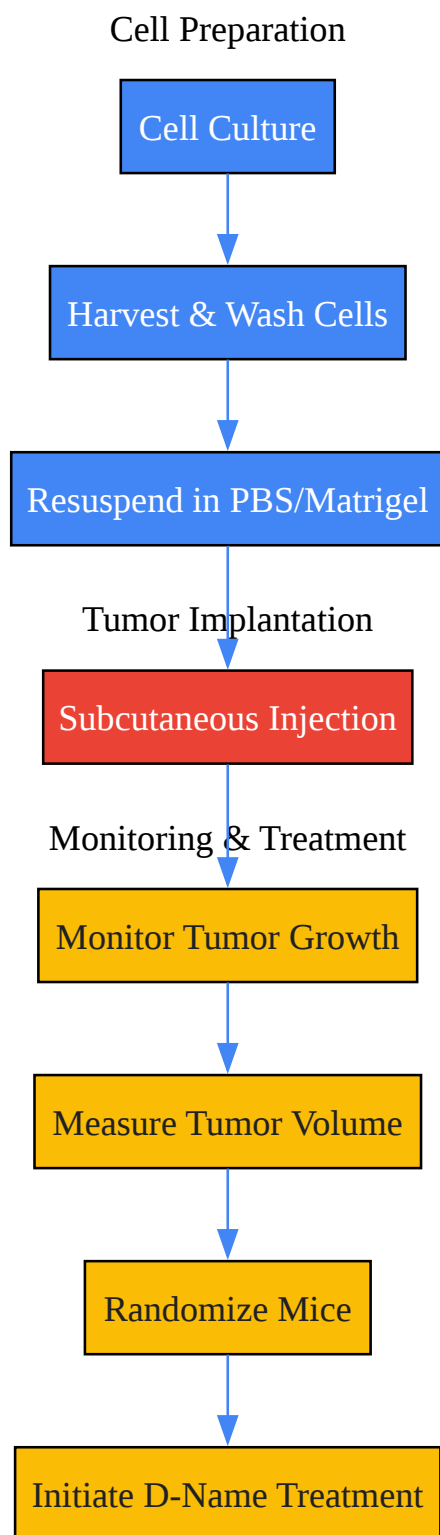 Cell Preparation
Cell Culture
Harvest & Wash Cells
Resuspend in PBS/Matrigel
Tumor Implantation
Subcutaneous Injection
Monitoring & Treatment
Monitor Tumor Growth
Measure Tumor Volume
Randomize Mice
Initiate D-Name Treatment